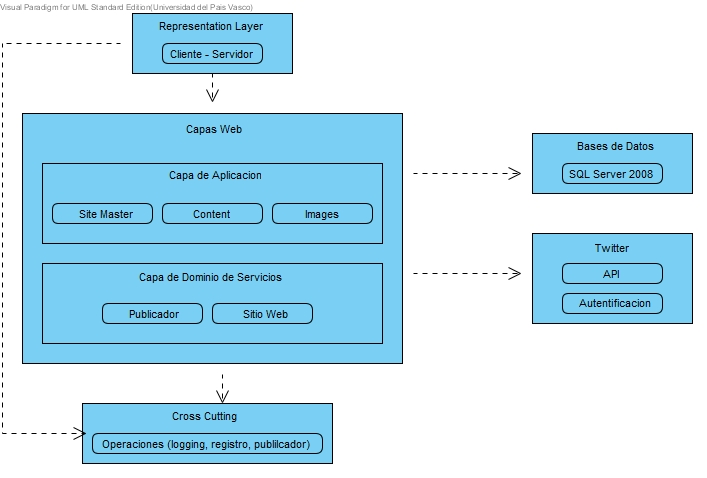 Visual Paradigm for UML Standard Edition(Universidad del Pais Vasco)
Representation Layer
Cliente - Servidor
Capas Web
Capa de Aplicacion
Site Master
Content
Images
Capa de Dominio de Servicios
Publicador
Sitio Web
Bases de Datos
SQL Server 2008
Twitter
API
Autentificacion
Cross Cutting
Operaciones (logging, registro, publilcador)